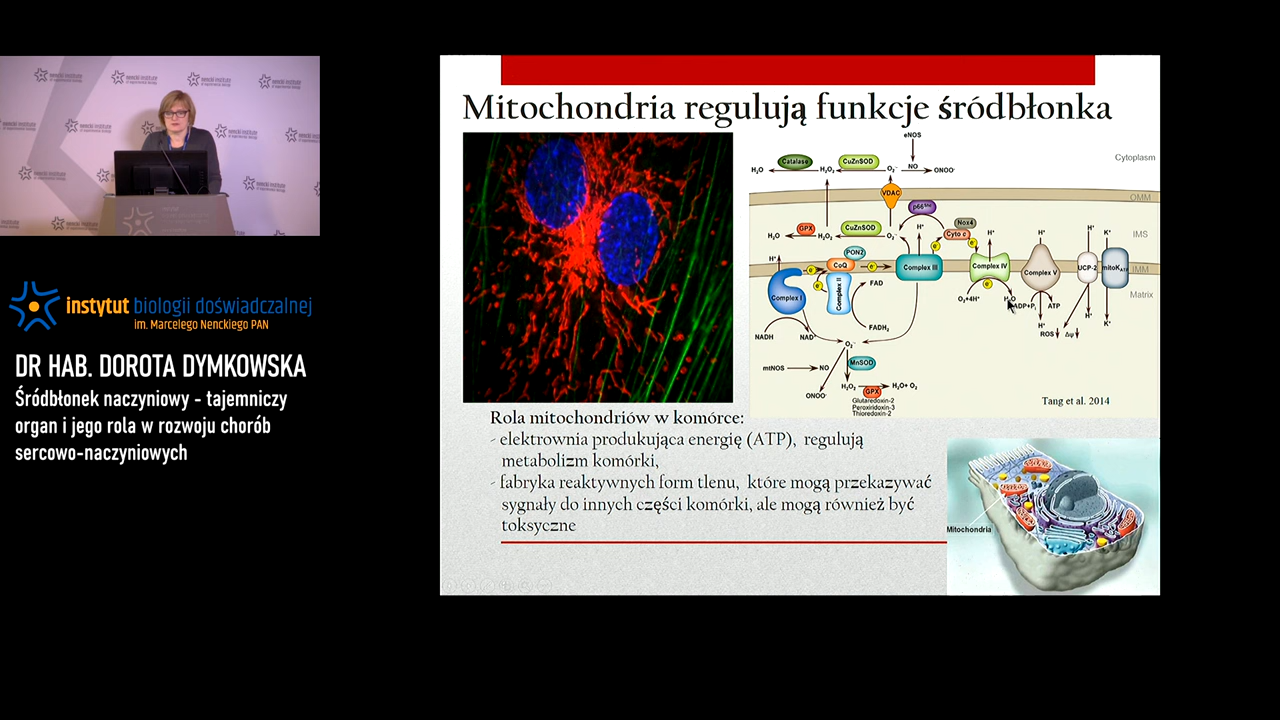 nencki institute
instytut biologii doświadczalnej
im. Marcelego Nenckiego PAN
DR HAB. DOROTA DYMKOWSKA
Śródbłonek naczyniowy - tajemniczy
organ i jego rola w rozwoju chorób
sercowo-naczyniowych
Mitochondria regulują funkcje śródbłonka
eNOS
Cytoplasm
Catalase
CuZnSOD
H₂O
H₂O₂
O₂⁻
NO
ONOO⁻
VDAC
OMM
p66ˢʰᶜ
Nox4
GPX
CuZnSOD
H⁺
Cyto c
H⁺
H⁺
H⁺
K⁺
IMS
H₂O
H₂O₂
O₂⁻
e⁻
e⁻
PON2
H⁺
CoQ
e⁻
e⁻
Complex III
Complex IV
Complex V
UCP-2
mitoKATP
IMM
Complex I
Complex II
e⁻
e⁻
FAD
Matrix
O₂+4H⁺
H₂O
ADP+Pᵢ
ATP
NADH
NAD⁺
FADH₂
H⁺
ROS
Δψ
H⁺
K⁺
O₂⁻
MnSOD
mtNOS
NO
ONOO⁻
H₂O₂
GPX
H₂O+ O₂
Glutaredoxin-2
Peroxiridoxin-3
Thioredoxin-2
Tang et al. 2014
Rola mitochondriów w komórce:
- elektrownia produkująca energię (ATP), regulują
metabolizm komórki,
- fabryka reaktywnych form tlenu, które mogą przekazywać
sygnały do innych części komórki, ale mogą również być
toksyczne
Mitochondria